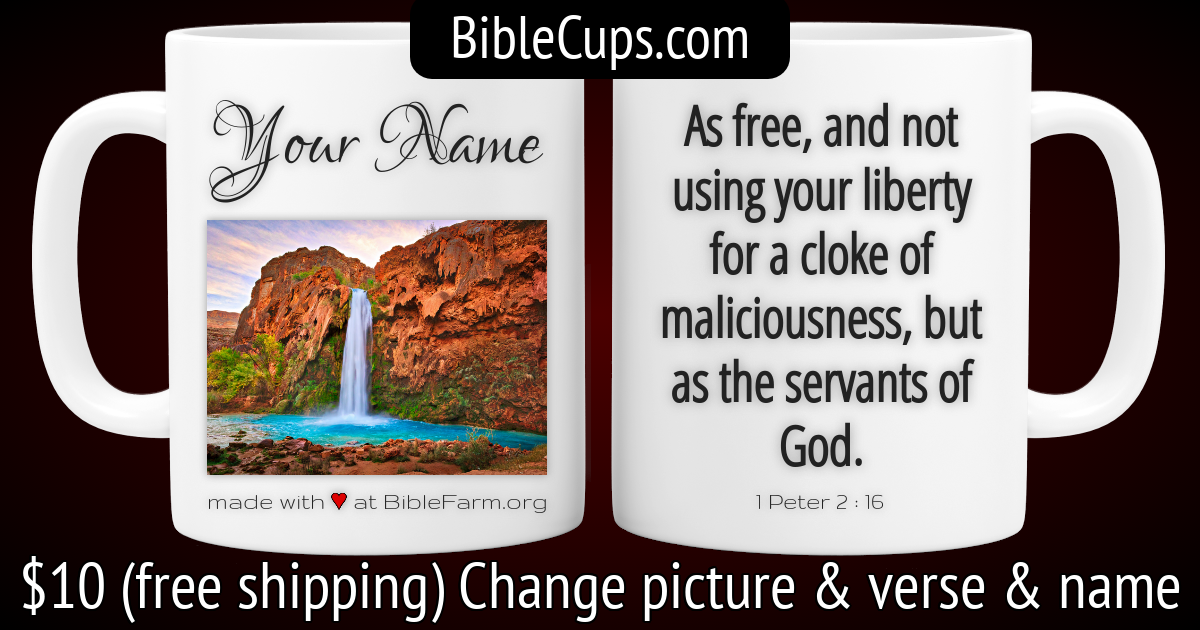 BibleCups.com
Your Name
made with ♥ at BibleFarm.org
As free, and not
using your liberty
for a cloke of
maliciousness, but
as the servants of
God.
1 Peter 2 : 16
$10 (free shipping) Change picture & verse & name